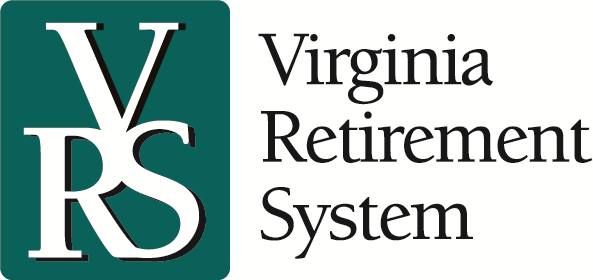 VRS
Virginia
Retirement
System